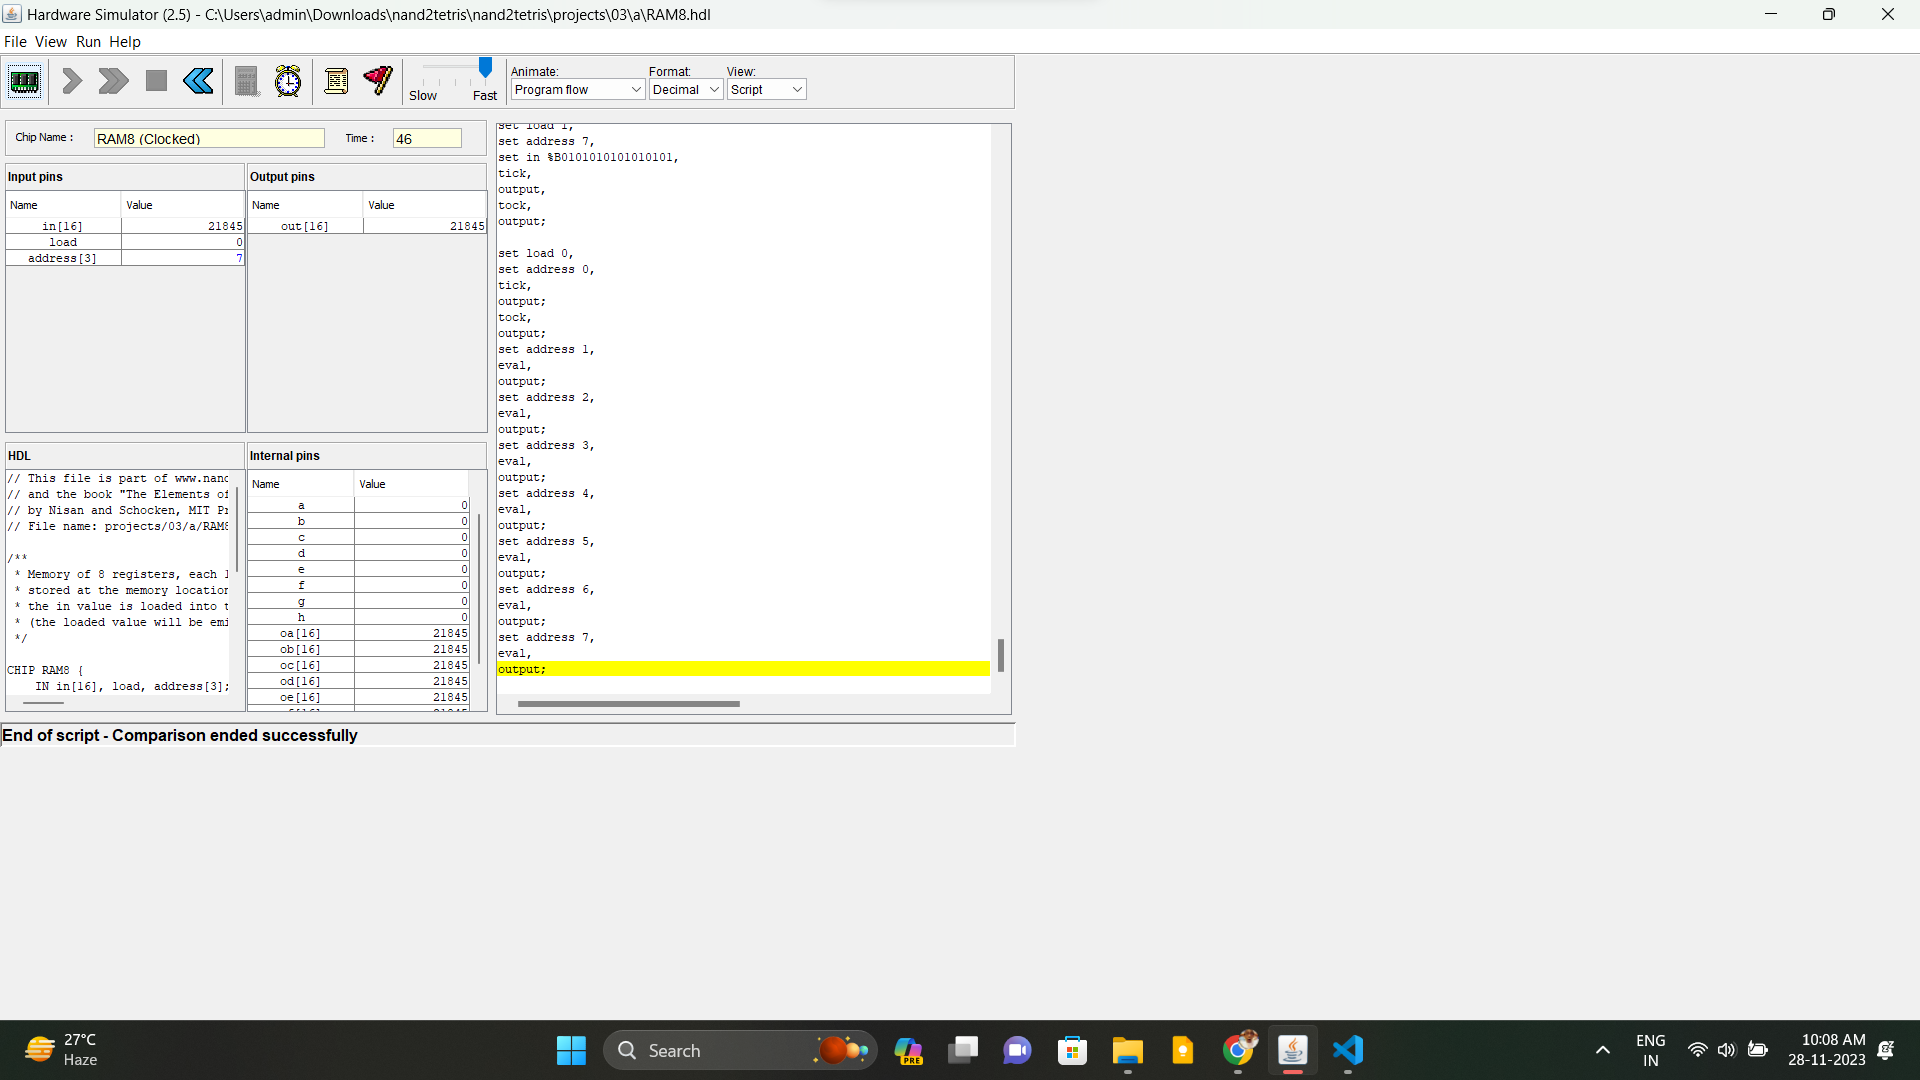 Hardware Simulator (2.5) - C:\Users\admin\Downloads\nand2tetris\nand2tetris\projects\03\a\RAM8.hdl
File View Run Help
Slow Fast
Animate: Format: View:
Program flow Decimal Script
Chip Name : RAM8 (Clocked) Time : 46
Input pins
Name Value
in[16] 21845
load 0
address[3] 7
Output pins
Name Value
out[16] 21845
HDL
// This file is part of www.nand
// and the book "The Elements of
// by Nisan and Schocken, MIT Pr
// File name: projects/03/a/RAM8
/**
* Memory of 8 registers, each 1
* stored at the memory location
* the in value is loaded into t
* (the loaded value will be emi
*/
CHIP RAM8 {
IN in[16], load, address[3];
Internal pins
Name Value
a 0
b 0
c 0
d 0
e 0
f 0
g 0
h 0
oa[16] 21845
ob[16] 21845
oc[16] 21845
od[16] 21845
oe[16] 21845
set load 1,
set address 7,
set in %B0101010101010101,
tick,
output,
tock,
output;
set load 0,
set address 0,
tick,
output;
tock,
output;
set address 1,
eval,
output;
set address 2,
eval,
output;
set address 3,
eval,
output;
set address 4,
eval,
output;
set address 5,
eval,
output;
set address 6,
eval,
output;
set address 7,
eval,
output;
End of script - Comparison ended successfully
27°C
Haze
Search
PRE
ENG
IN
10:08 AM
28-11-2023